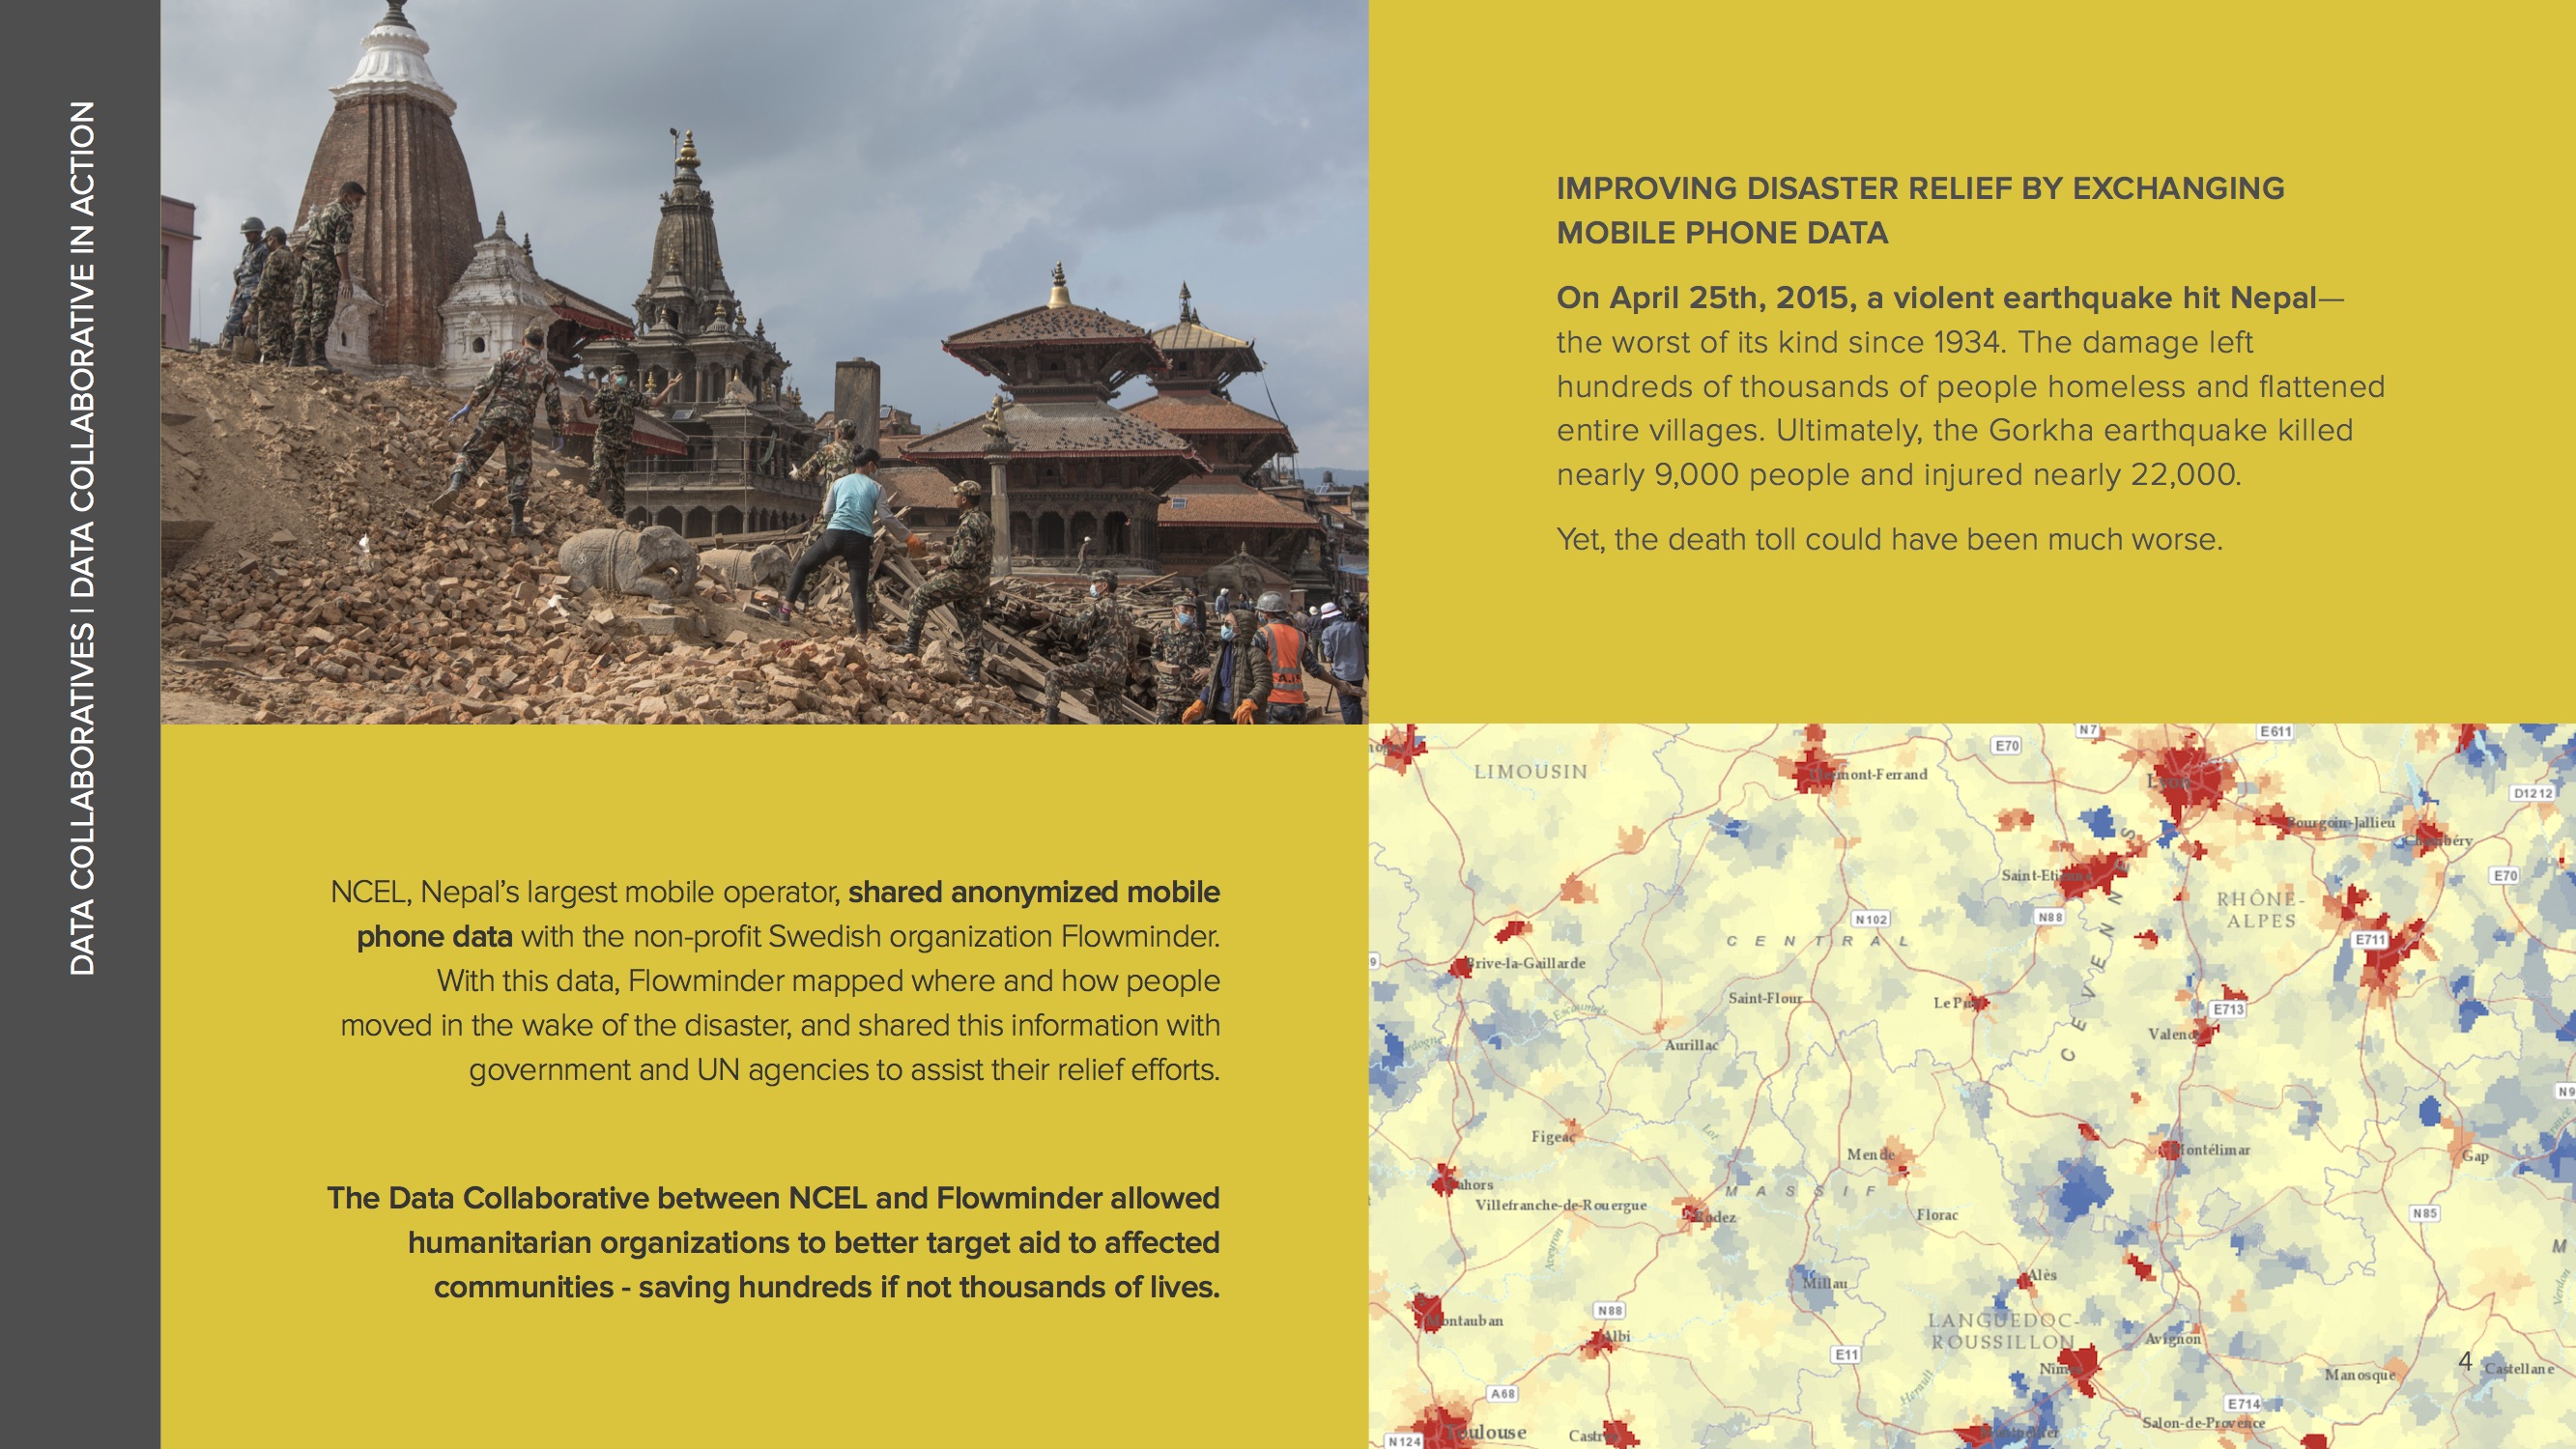 DATA COLLABORATIVES | DATA COLLABORATIVE IN ACTION
IMPROVING DISASTER RELIEF BY EXCHANGING
MOBILE PHONE DATA
On April 25th, 2015, a violent earthquake hit Nepal—
the worst of its kind since 1934. The damage left
hundreds of thousands of people homeless and flattened
entire villages. Ultimately, the Gorkha earthquake killed
nearly 9,000 people and injured nearly 22,000.
Yet, the death toll could have been much worse.
NCEL, Nepal's largest mobile operator, shared anonymized mobile
phone data with the non-profit Swedish organization Flowminder.
With this data, Flowminder mapped where and how people
moved in the wake of the disaster, and shared this information with
government and UN agencies to assist their relief efforts.
The Data Collaborative between NCEL and Flowminder allowed
humanitarian organizations to better target aid to affected
communities - saving hundreds if not thousands of lives.
N7
E611
E70
LIMOUSIN
Clermont-Ferrand
Lyon
D1212
Bourgoin-Jallieu
Chambéry
Saint-Etienne
E70
RHÔNE-
ALPES
N102
N88
CENTRAL
E711
Brive-la-Gaillarde
CEVENNES
Saint-Flour
Le Puy
E713
Valence
Aurillac
Figeac
Lot
Mende
Montélimar
Gap
Cahors
MASSIF
Villefranche-de-Rouergue
Rodez
Florac
N85
Aveyron
M
Millau
Alès
Verdon
Montauban
N88
Albi
LANGUEDOC-
ROUSSILLON
Avignon
E11
Nîmes
4
Castellane
Manosque
A68
Hérault
E714
Salon-de-Provence
Toulouse
Castres
Montpellier
N124